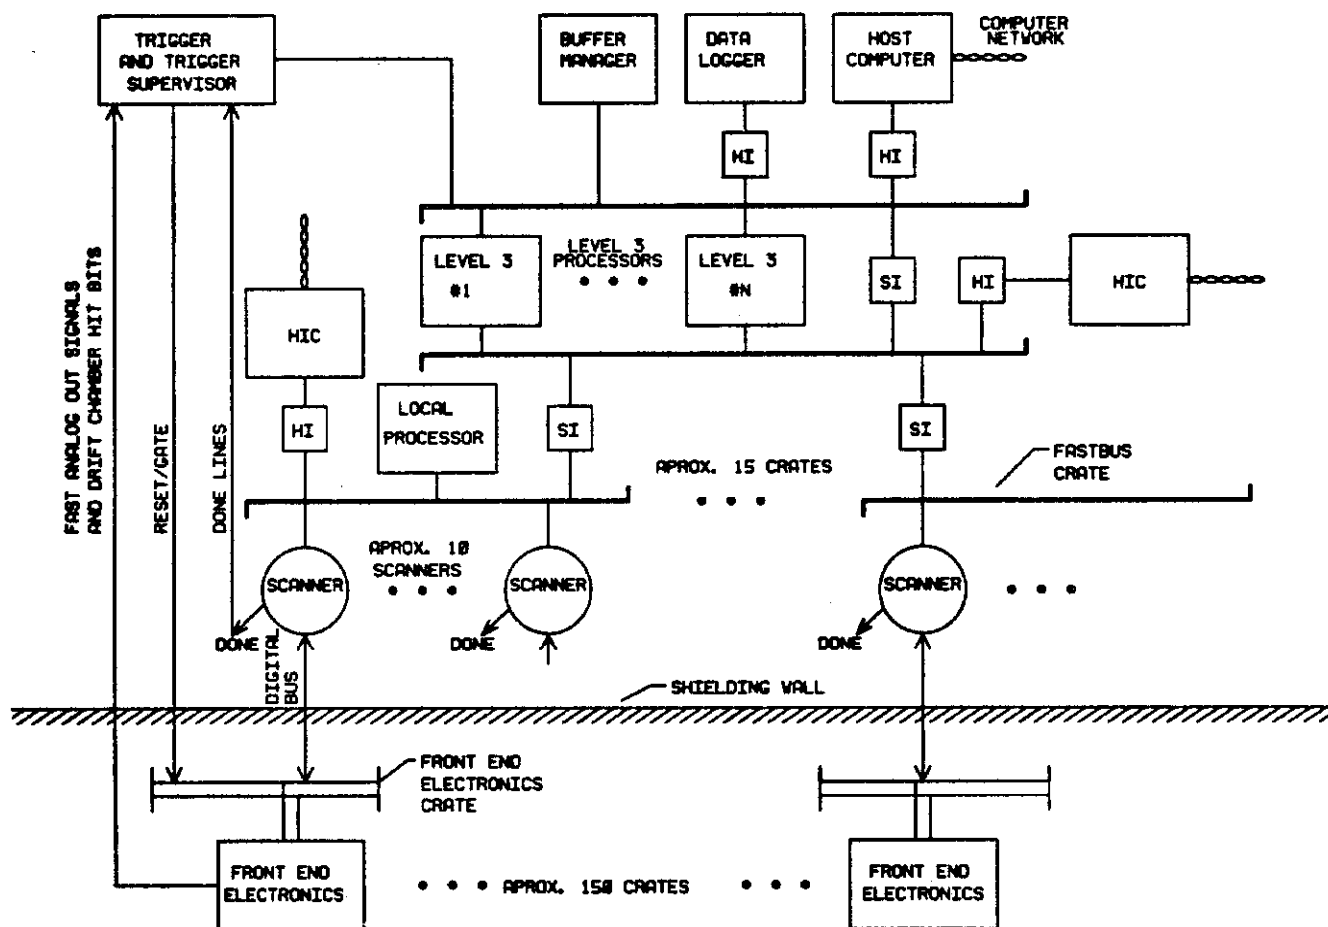 TRIGGER
AND TRIGGER
SUPERVISOR
BUFFER
MANAGER
DATA
LOGGER
HOST
COMPUTER
COMPUTER
NETWORK
HI
HI
LEVEL 3
#1
LEVEL 3
PROCESSORS
LEVEL 3
#N
SI
HI
HIC
HIC
FAST ANALOG OUT SIGNALS
AND DRIFT CHAMBER HIT BITS
RESET/GATE
DONE LINES
HI
LOCAL
PROCESSOR
SI
SI
APROX. 15 CRATES
FASTBUS
CRATE
SCANNER
APROX. 10
SCANNERS
SCANNER
SCANNER
DONE
DONE
DONE
DIGITAL
BUS
SHIELDING WALL
FRONT END
ELECTRONICS
CRATE
FRONT END
ELECTRONICS
APROX. 150 CRATES
FRONT END
ELECTRONICS